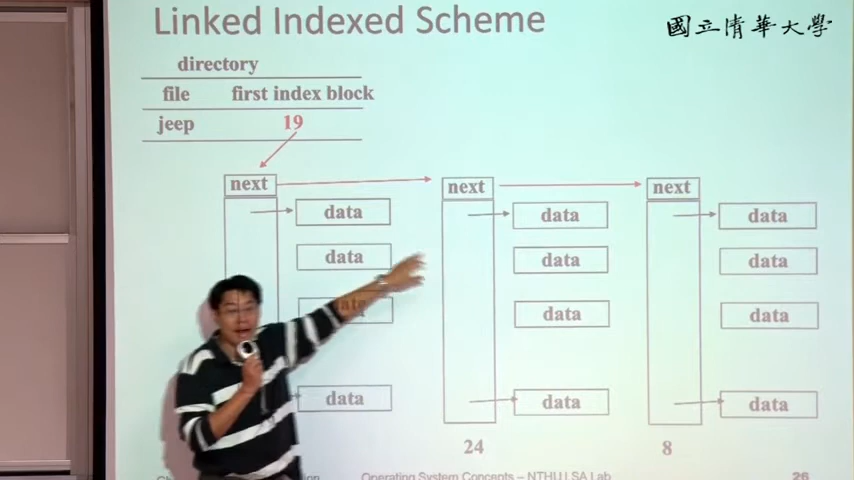 Linked Indexed Scheme
國立清華大學
directory
file first index block
jeep 19
next next next
data data data
data data data
data data data
data data data
24 8
Operating System Concepts – NTHU LSA Lab 26